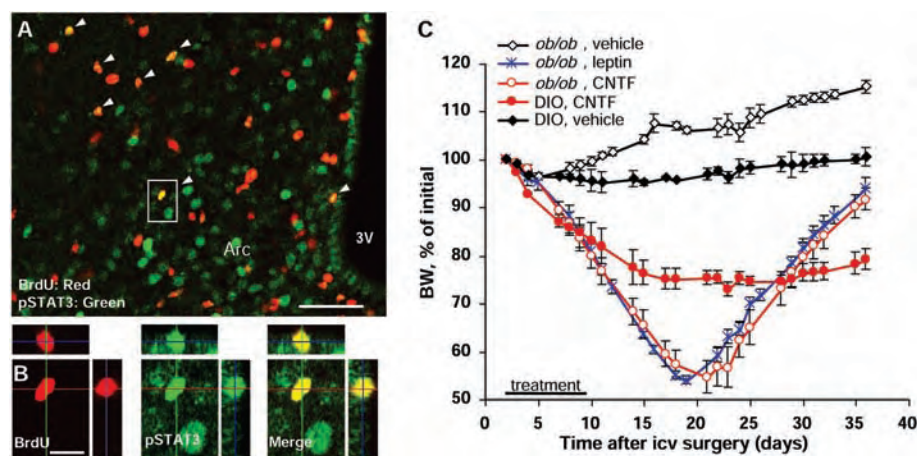 A
3V
Arc
BrdU: Red
pSTAT3: Green
B
BrdU
pSTAT3
Merge
C
ob/ob , vehicle
ob/ob , leptin
ob/ob , CNTF
DIO, CNTF
DIO, vehicle
BW, % of initial
120
110
100
90
80
70
60
50
treatment
0 5 10 15 20 25 30 35 40
Time after icv surgery (days)